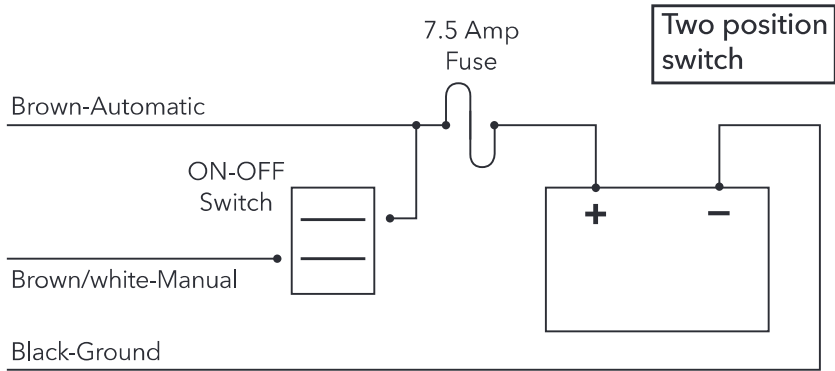 7.5 Amp
Fuse
Two position
switch
Brown-Automatic
ON-OFF
Switch
+ −
Brown/white-Manual
Black-Ground